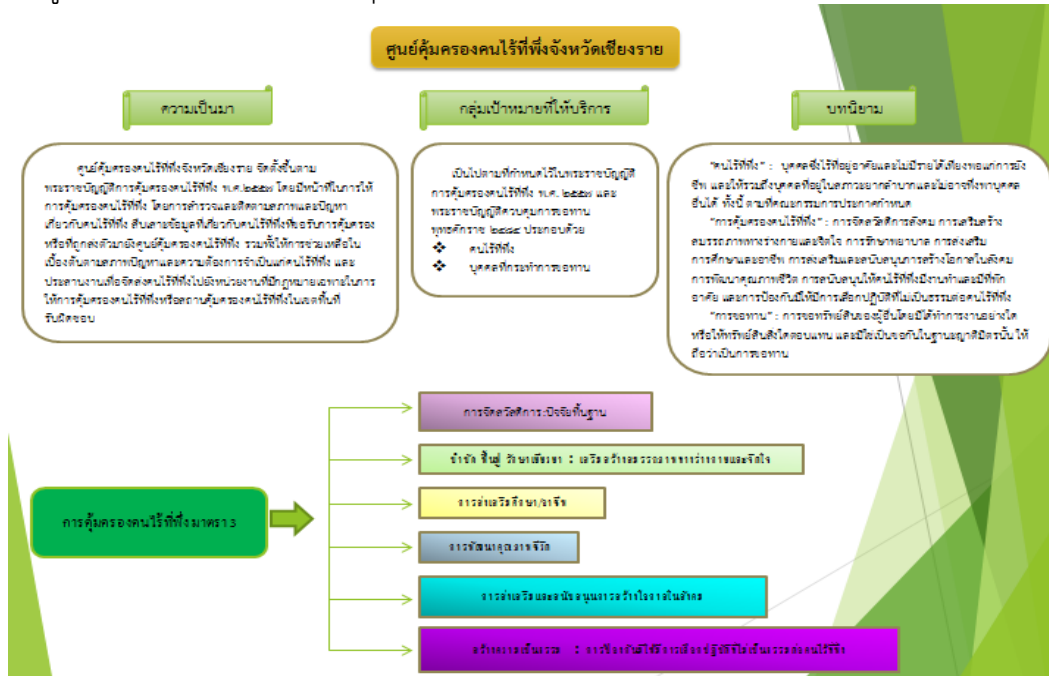 ศูนย์คุ้มครองคนไร้ที่พึ่งจังหวัดเชียงราย
ความเป็นมา
ศูนย์คุ้มครองคนไร้ที่พึ่งจังหวัดเชียงราย จัดตั้งขึ้นตาม
พระราชบัญญัติการคุ้มครองคนไร้ที่พึ่ง พ.ศ.๒๕๕๗ โดยมีหน้าที่ในการให้
การคุ้มครองคนไร้ที่พึ่ง โดยการสำรวจและติดตามสภาพและปัญหา
เกี่ยวกับคนไร้ที่พึ่ง สืบเสาะข้อมูลที่เกี่ยวกับคนไร้ที่พึ่งที่ขอรับการคุ้มครอง
หรือที่ถูกส่งตัวมายังศูนย์คุ้มครองคนไร้ที่พึ่ง รวมทั้งให้การช่วยเหลือใน
เบื้องต้นตามสภาพปัญหาและความต้องการจำเป็นแก่คนไร้ที่พึ่ง และ
ประสานงานเพื่อจัดส่งคนไร้ที่พึ่งไปยังหน่วยงานที่มีกฎหมายเฉพาะในการ
ให้การคุ้มครองคนไร้ที่พึ่งหรือสถานคุ้มครองคนไร้ที่พึ่งในเขตพื้นที่
รับผิดชอบ
กลุ่มเป้าหมายที่ให้บริการ
เป็นไปตามที่กำหนดไว้ในพระราชบัญญัติ
การคุ้มครองคนไร้ที่พึ่ง พ.ศ. ๒๕๕๗ และ
พระราชบัญญัติควบคุมการขอทาน
พุทธศักราช ๒๔๘๔ ประกอบด้วย
❖ คนไร้ที่พึ่ง
❖ บุคคลที่กระทำการขอทาน
บทนิยาม
"คนไร้ที่พึ่ง" : บุคคลซึ่งไร้ที่อยู่อาศัยและไม่มีรายได้เพียงพอแก่การยัง
ชีพ และให้รวมถึงบุคคลที่อยู่ในสภาวะยากลำบากและไม่อาจพึ่งพาบุคคล
อื่นได้ ทั้งนี้ ตามที่คณะกรรมการประกาศกำหนด
"การคุ้มครองคนไร้ที่พึ่ง" : การจัดสวัสดิการสังคม การเสริมสร้าง
สมรรถภาพทางร่างกายและจิตใจ การรักษาพยาบาล การส่งเสริม
การศึกษาและอาชีพ การส่งเสริมและสนับสนุนการสร้างโอกาสในสังคม
การพัฒนาคุณภาพชีวิต การสนับสนุนให้คนไร้ที่พึ่งมีงานทำและมีที่พัก
อาศัย และการป้องกันมิให้มีการเลือกปฏิบัติที่ไม่เป็นธรรมต่อคนไร้ที่พึ่ง
"การขอทาน" : การขอทรัพย์สินของผู้อื่นโดยมิได้ทำการงานอย่างใด
หรือให้ทรัพย์สินสิ่งใดตอบแทน และมิใช่เป็นขอกันในฐานะญาติมิตรนั้น ให้
ถือว่าเป็นการขอทาน
การคุ้มครองคนไร้ที่พึ่งมาตรา 3
การจัดสวัสดิการ:ปัจจัยพื้นฐาน
บำบัด ฟื้นฟู รักษาเยียวยา : เสริมสร้างสมรรถภาพทางร่างกายและจิตใจ
การส่งเสริมศึกษา/อาชีพ
การพัฒนาคุณภาพชีวิต
การส่งเสริมและสนับสนุนการสร้างโอกาสในสังคม
สร้างความเป็นธรรม : การป้องกันมิให้มีการเลือกปฏิบัติที่ไม่เป็นธรรมต่อคนไร้ที่พึ่ง